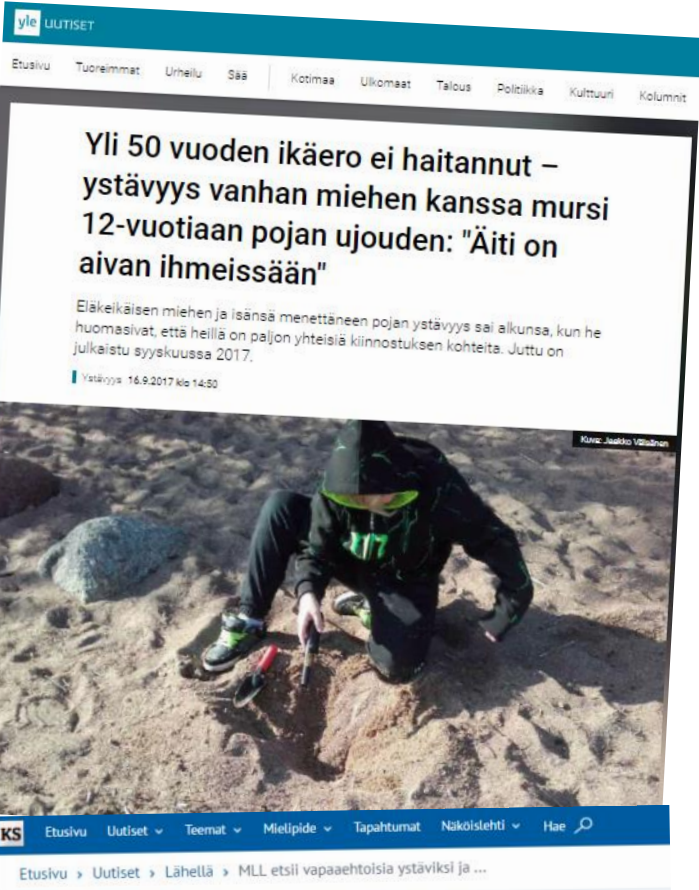 yle UUTISET
Etusivu Tuoreimmat Urheilu Sää Kotimaa Ulkomaat Talous Politiikka Kulttuuri Kolumnit
Yli 50 vuoden ikäero ei haitannut –
ystävyys vanhan miehen kanssa mursi
12-vuotiaan pojan ujouden: "Äiti on
aivan ihmeissään"
Eläkeikäisen miehen ja isänsä menettäneen pojan ystävyys sai alkunsa, kun he
huomasivat, että heillä on paljon yhteisiä kiinnostuksen kohteita. Juttu on
julkaistu syyskuussa 2017.
Ystävyys 16.9.2017 klo 14:50
Kuva: Jaakko Väisänen
KS Etusivu Uutiset Teemat Mielipide Tapahtumat Näköislehti Hae
Etusivu › Uutiset › Lähellä › MLL etsii vapaaehtoisia ystäviksi ja ...